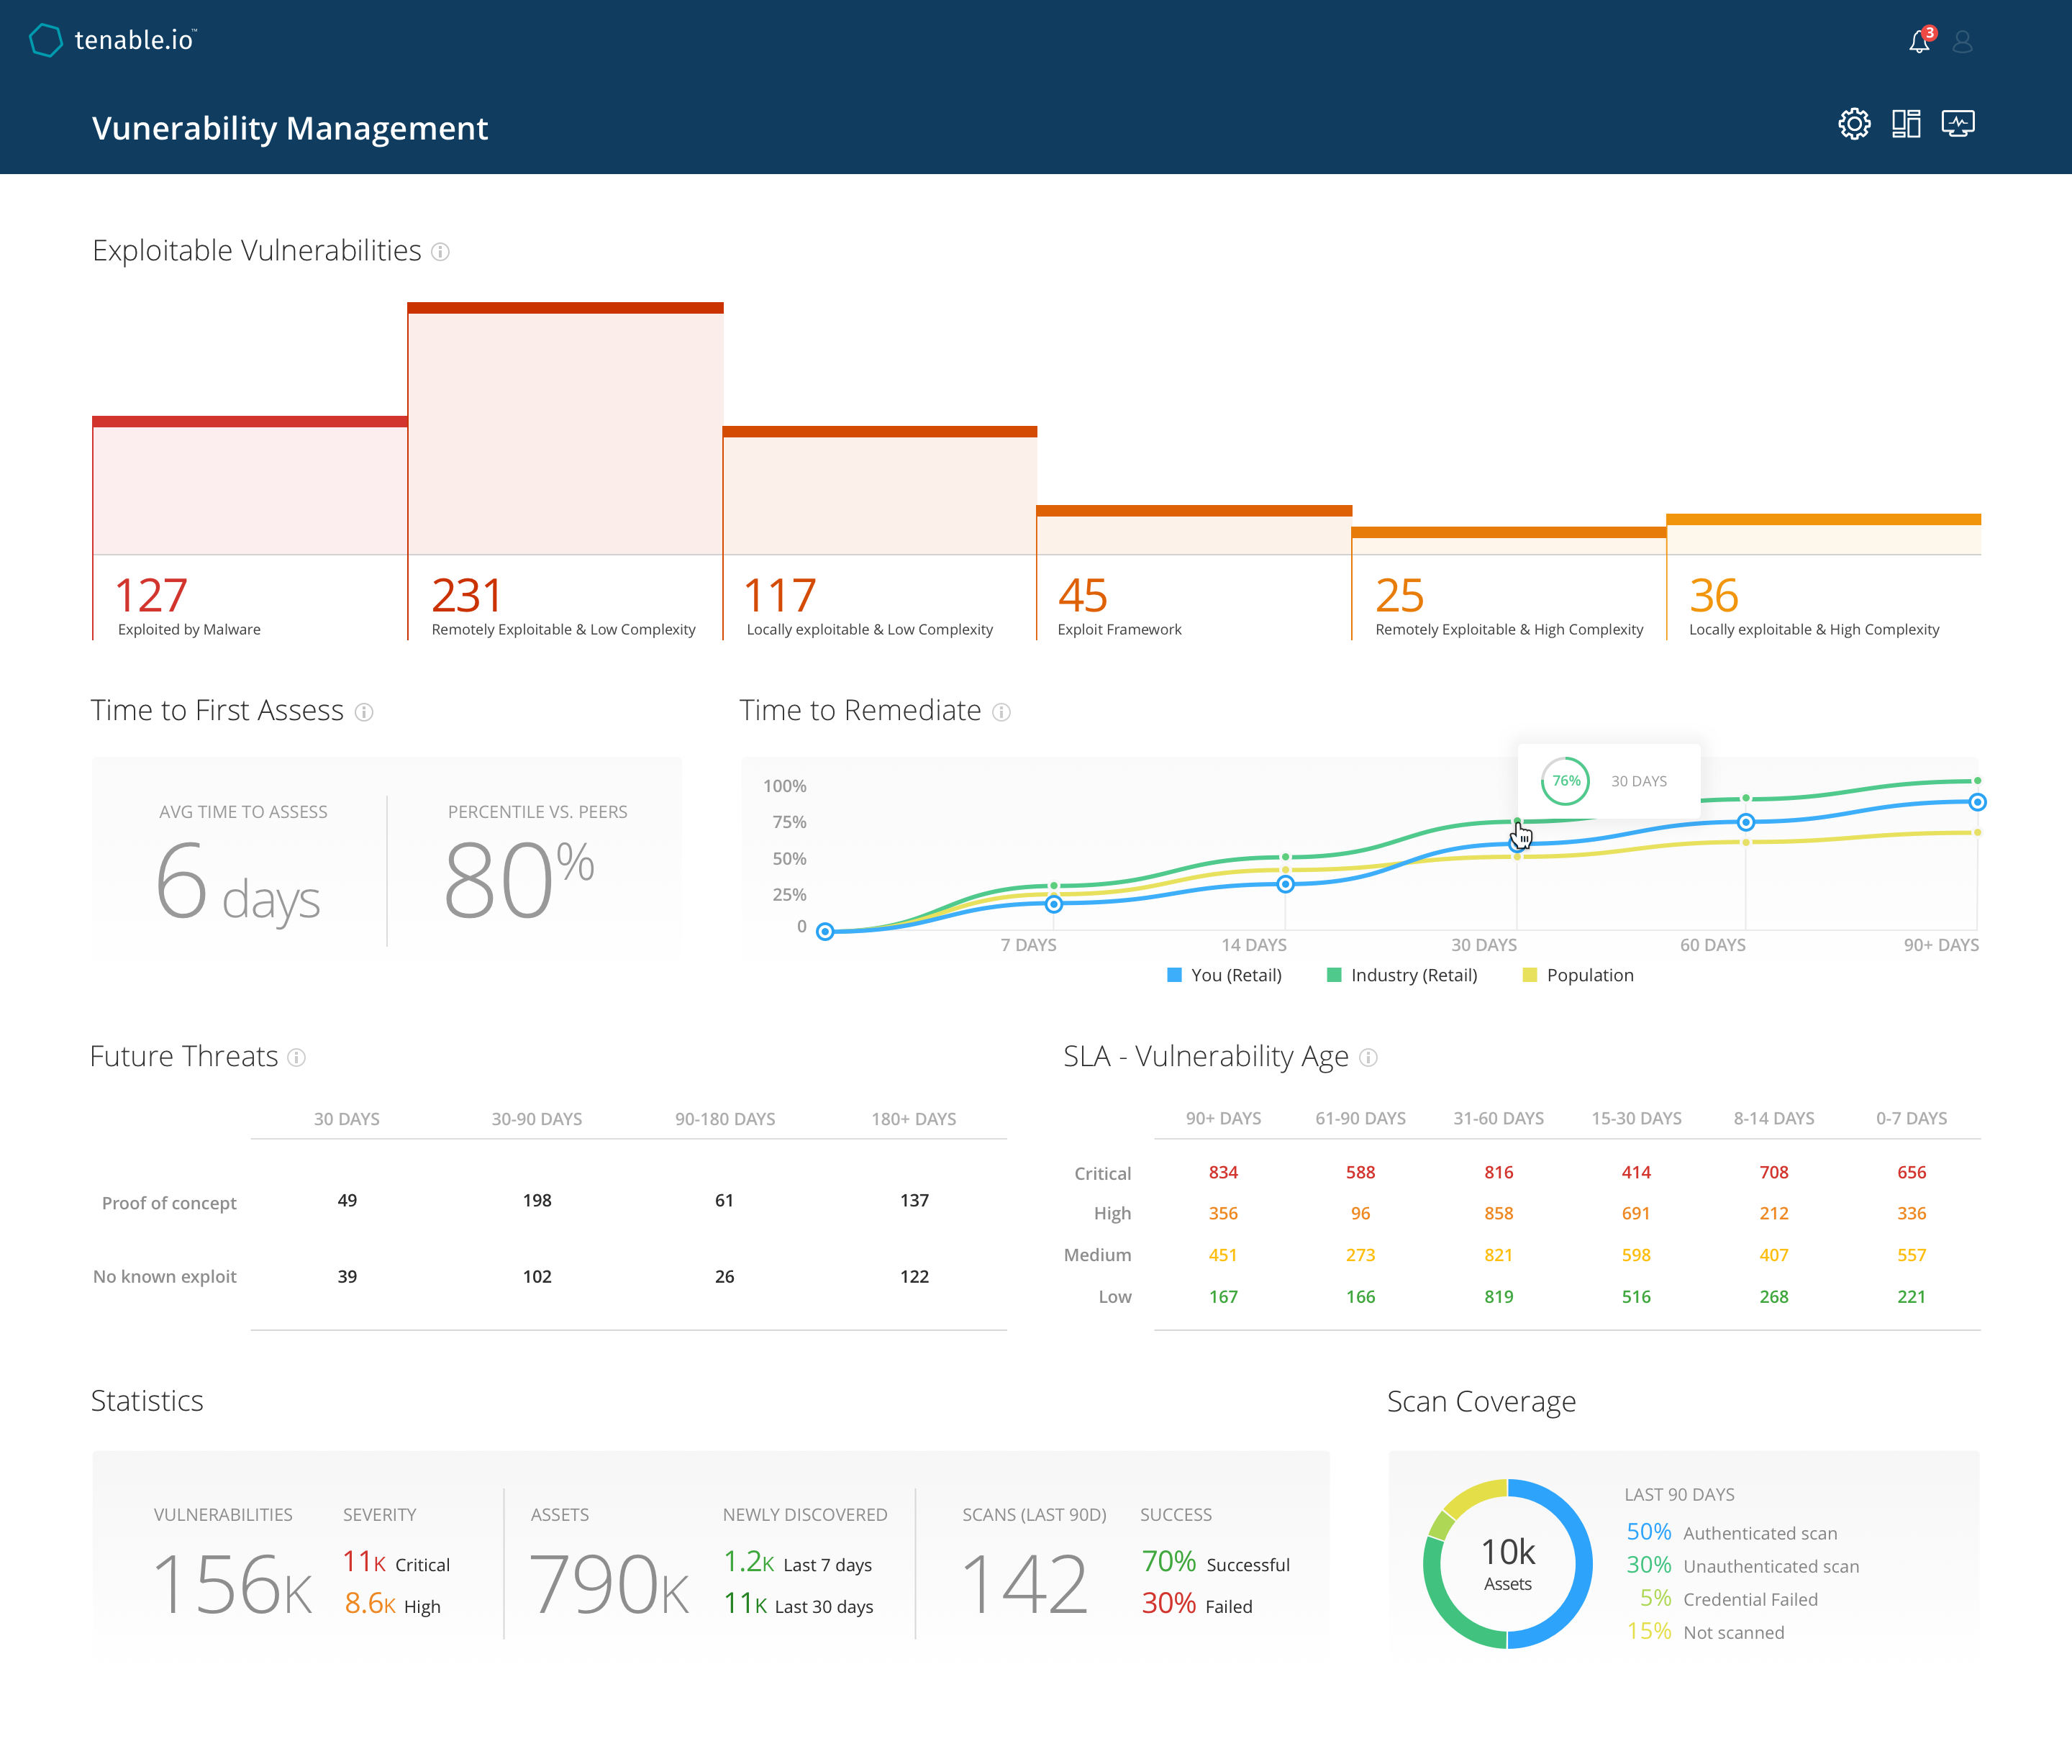 tenable.io™
3
Vunerability Management
Exploitable Vulnerabilities
127
Exploited by Malware
231
Remotely Exploitable & Low Complexity
117
Locally exploitable & Low Complexity
45
Exploit Framework
25
Remotely Exploitable & High Complexity
36
Locally exploitable & High Complexity
Time to First Assess
AVG TIME TO ASSESS
6 days
PERCENTILE VS. PEERS
80%
Time to Remediate
76% 30 DAYS
100%
75%
50%
25%
0
7 DAYS 14 DAYS 30 DAYS 60 DAYS 90+ DAYS
You (Retail) Industry (Retail) Population
Future Threats
30 DAYS 30-90 DAYS 90-180 DAYS 180+ DAYS
Proof of concept 49 198 61 137
No known exploit 39 102 26 122
SLA - Vulnerability Age
90+ DAYS 61-90 DAYS 31-60 DAYS 15-30 DAYS 8-14 DAYS 0-7 DAYS
Critical 834 588 816 414 708 656
High 356 96 858 691 212 336
Medium 451 273 821 598 407 557
Low 167 166 819 516 268 221
Statistics
VULNERABILITIES
156K
SEVERITY
11K Critical
8.6K High
ASSETS
790K
NEWLY DISCOVERED
1.2K Last 7 days
11K Last 30 days
SCANS (LAST 90D)
142
SUCCESS
70% Successful
30% Failed
Scan Coverage
10k
Assets
LAST 90 DAYS
50% Authenticated scan
30% Unauthenticated scan
5% Credential Failed
15% Not scanned